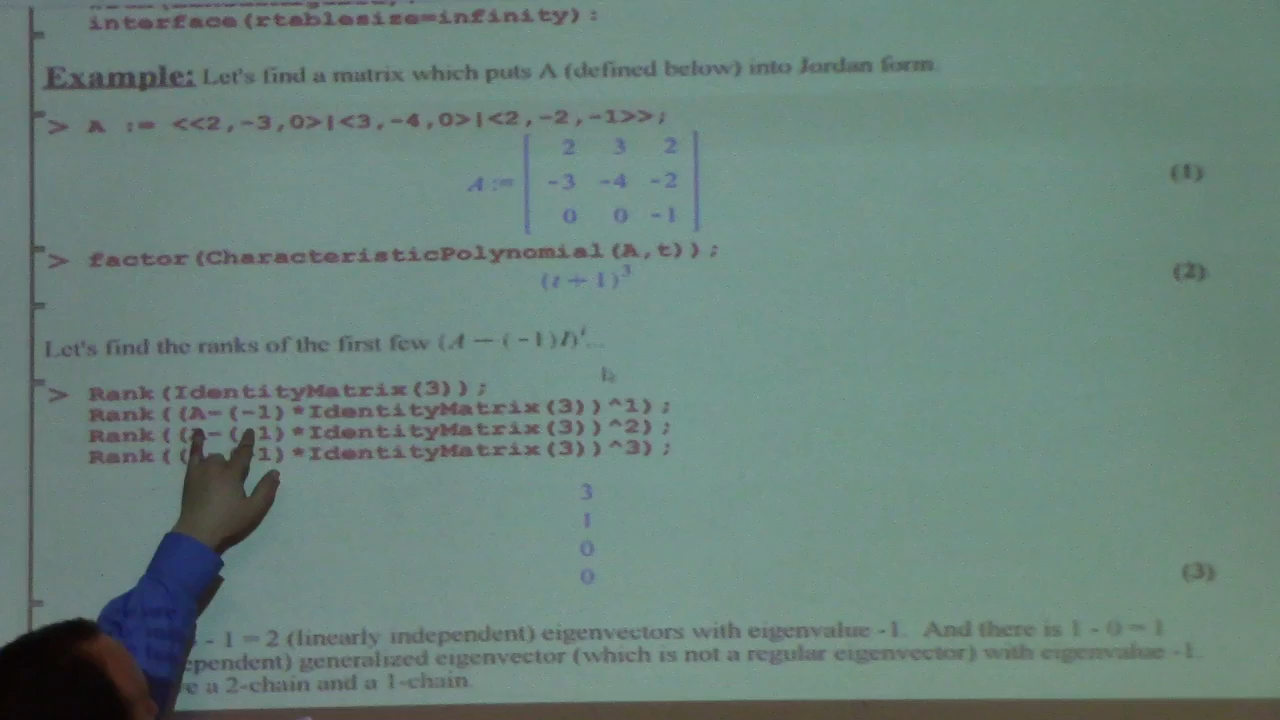 interface(rtablesize=infinity):
Example: Let's find a matrix which puts A (defined below) into Jordan form
> A := <<2,-3,0>|<3,-4,0>|<2,-2,-1>>;
A := [ 2 3 2
-3 -4 -2 (1)
0 0 -1 ]
> factor(CharacteristicPolynomial(A,t));
(t + 1)^3 (2)
Let's find the ranks of the first few (A − (-1)I)^i...
> Rank(IdentityMatrix(3));
Rank((A-(-1)*IdentityMatrix(3))^1);
Rank((A-(-1)*IdentityMatrix(3))^2);
Rank(( 1)*IdentityMatrix(3))^3);
3
1
0
0 (3)
- 1 = 2 (linearly independent) eigenvectors with eigenvalue -1. And there is 1 - 0 = 1
ependent) generalized eigenvector (which is not a regular eigenvector) with eigenvalue -1.
e a 2-chain and a 1-chain.